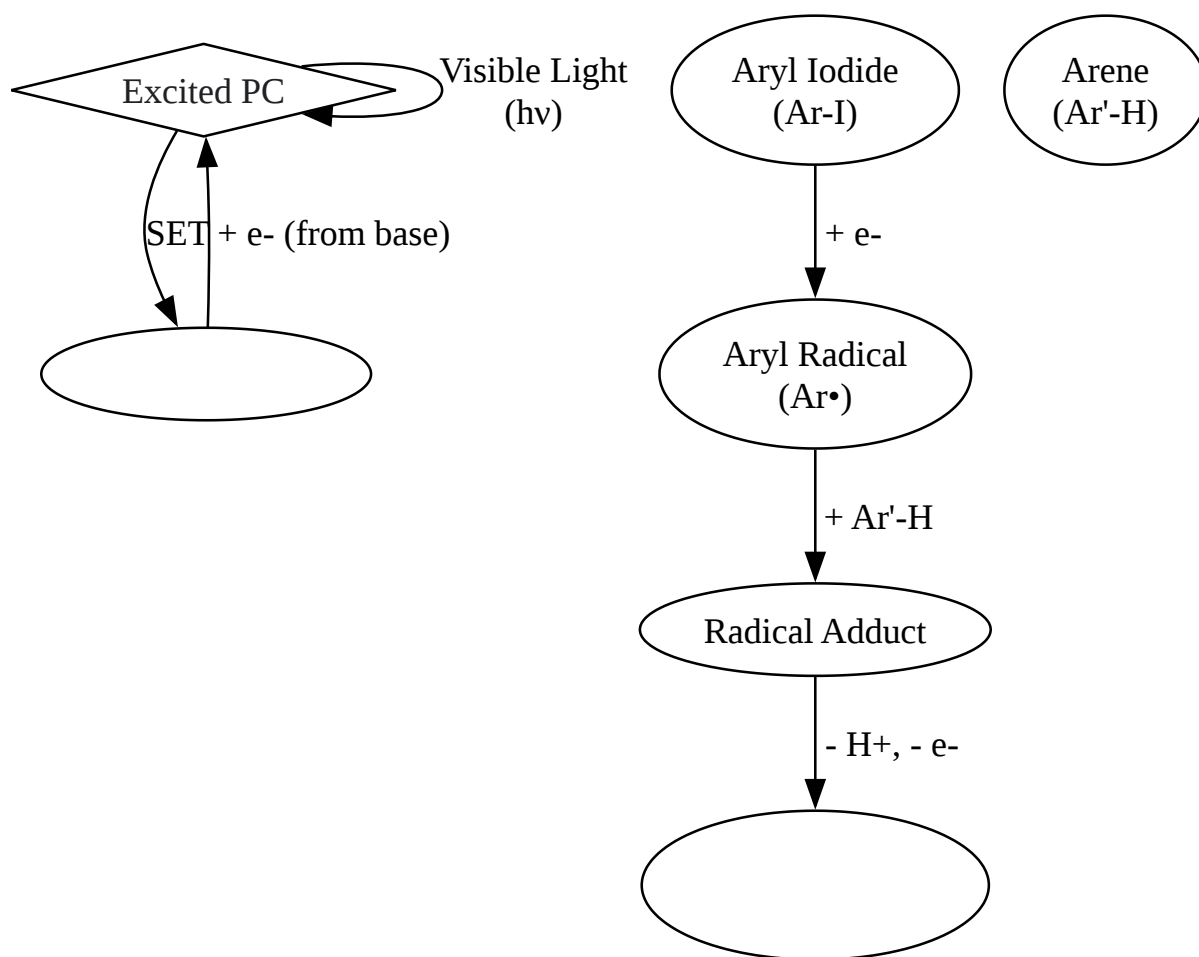 Excited PC
Visible Light
(hν)
Aryl Iodide
(Ar-I)
Arene
(Ar'-H)
SET
+ e- (from base)
+ e-
Aryl Radical
(Ar•)
+ Ar'-H
Radical Adduct
- H+, - e-